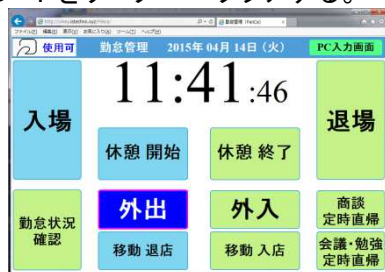 をダブルクリックする。
使用可 勤怠管理 2015年 04月 14日（火） PC入力画面
11:41:46
入場
退場
休憩 開始
休憩 終了
勤怠状況
確認
外出
外入
商談
定時直帰
移動 退店
移動 入店
会議・勉強
定時直帰